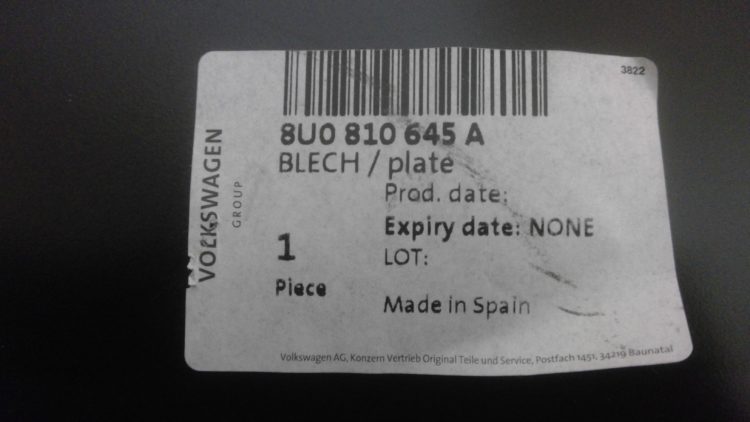 3822
8U0 810 645 A
BLECH / plate
Prod. date:
Expiry date: NONE
LOT:
1
Piece
Made in Spain
VOLKSWAGEN
GROUP
Volkswagen AG, Konzern Vertrieb Original Teile und Service, Postfach 1451, 34219 Baunatal